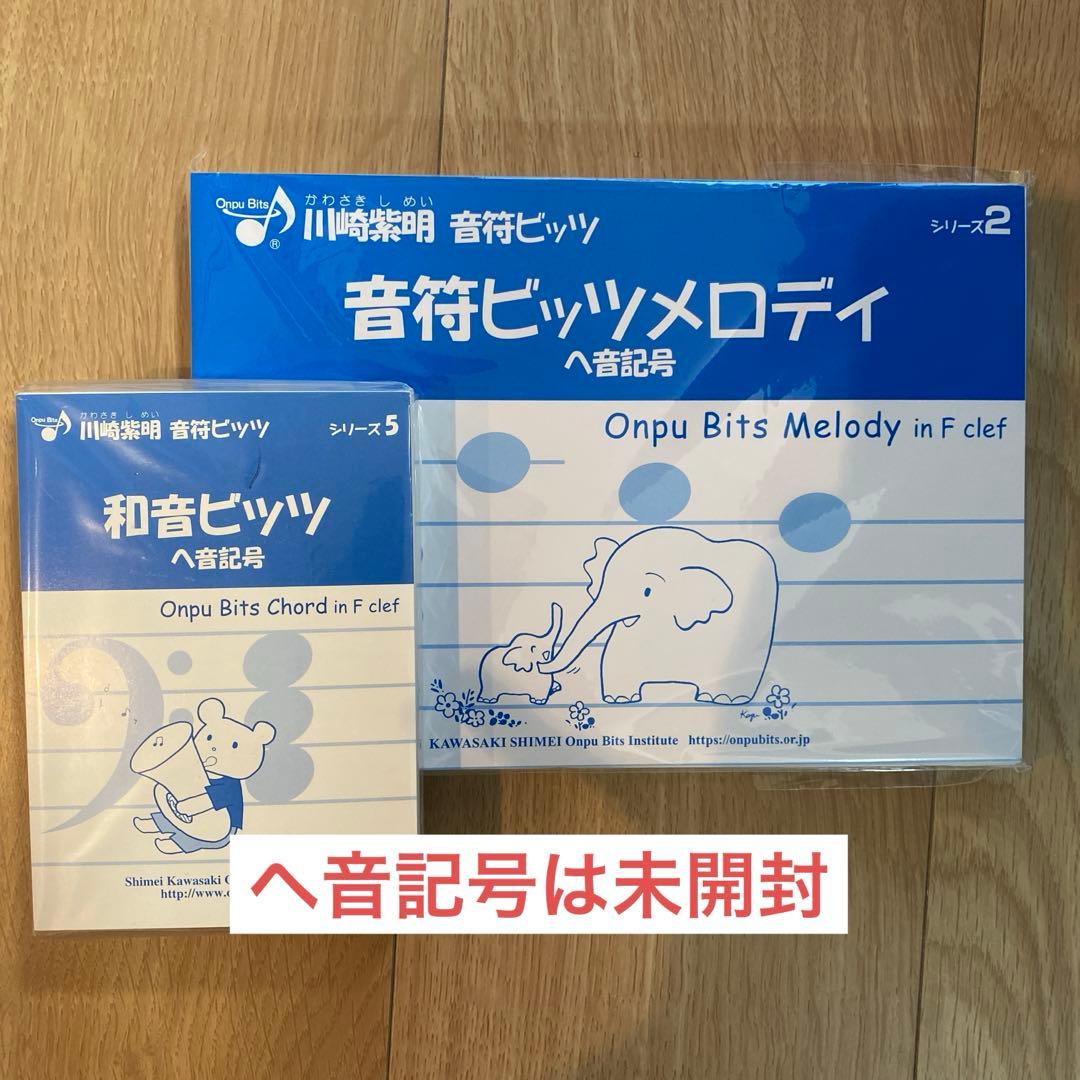 Onpu Bits
®
かわさき し めい
川崎紫明 音符ビッツ
シリーズ2
音符ビッツメロディ
ヘ音記号
Onpu Bits Melody in F clef
KAWASAKI SHIMEI Onpu Bits Institute https://onpubits.or.jp
Onpu Bits
かわさき し めい
川崎紫明 音符ビッツ
シリーズ5
和音ビッツ
ヘ音記号
Onpu Bits Chord in F clef
Shimei Kawasaki
http://www.
ヘ音記号は未開封